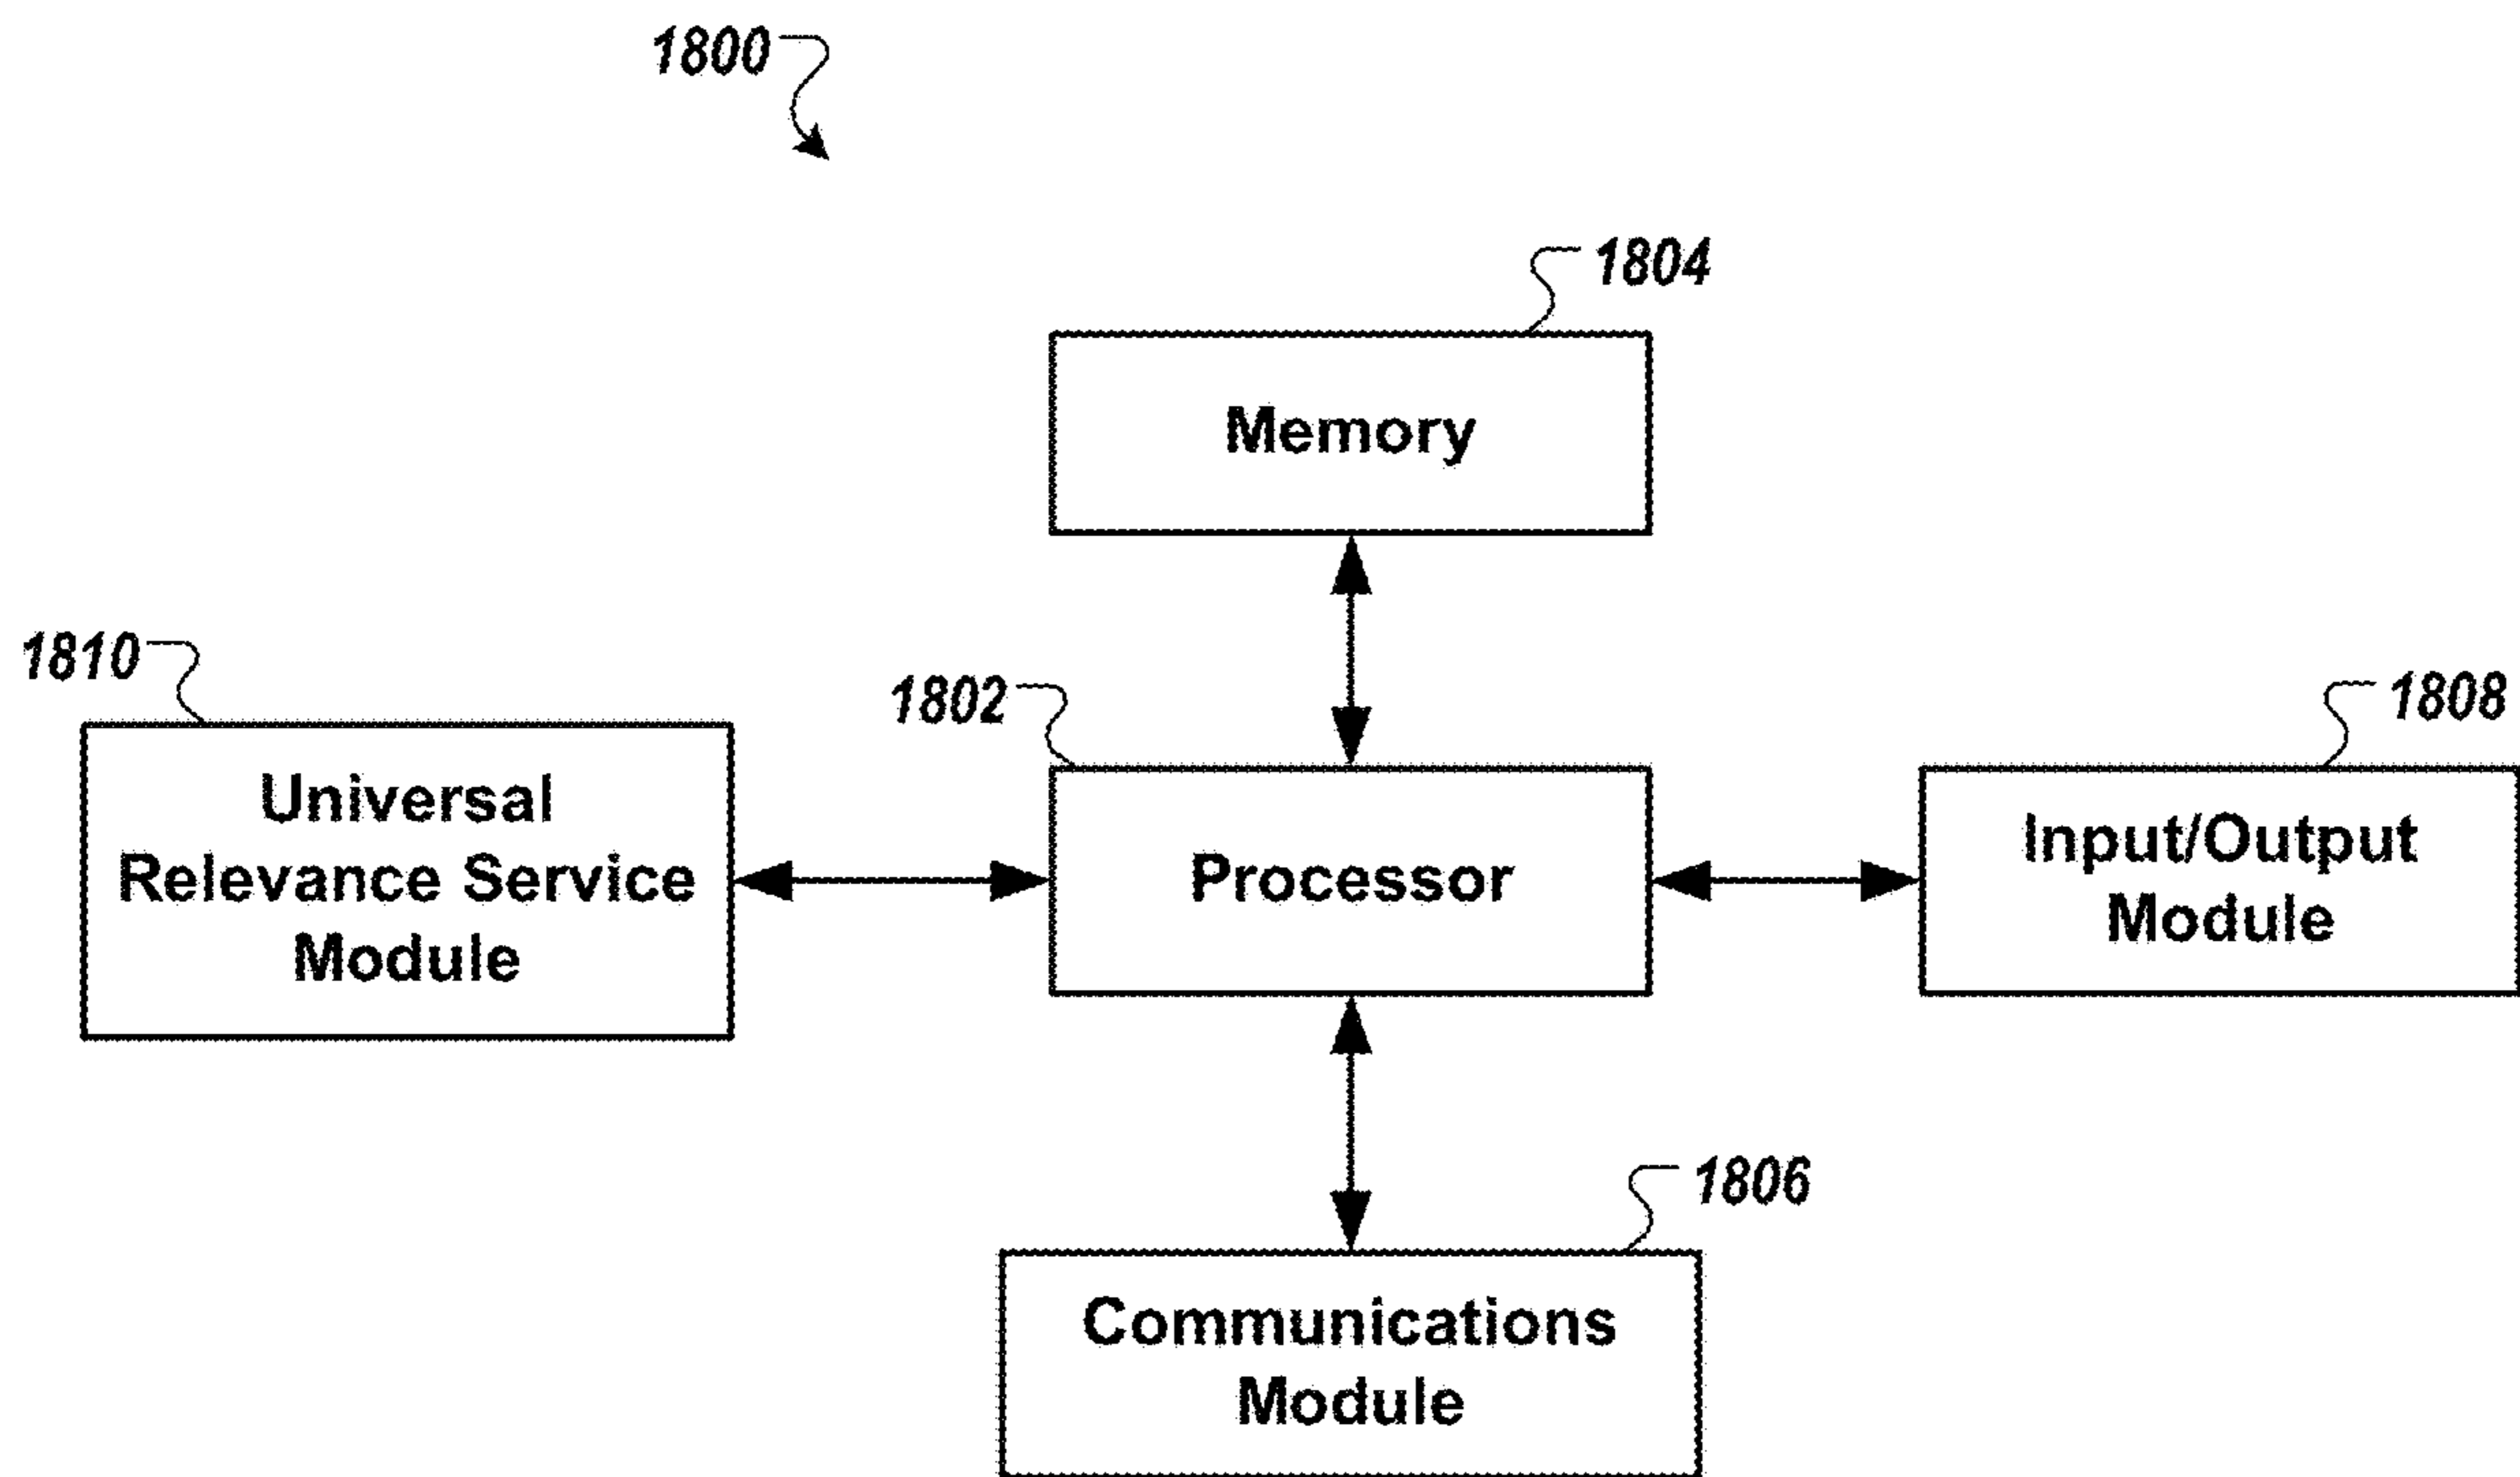 1800
1804
Memory
1810
1802
1808
Universal
Relevance Service
Module
Processor
Input/Output
Module
1806
Communications
Module